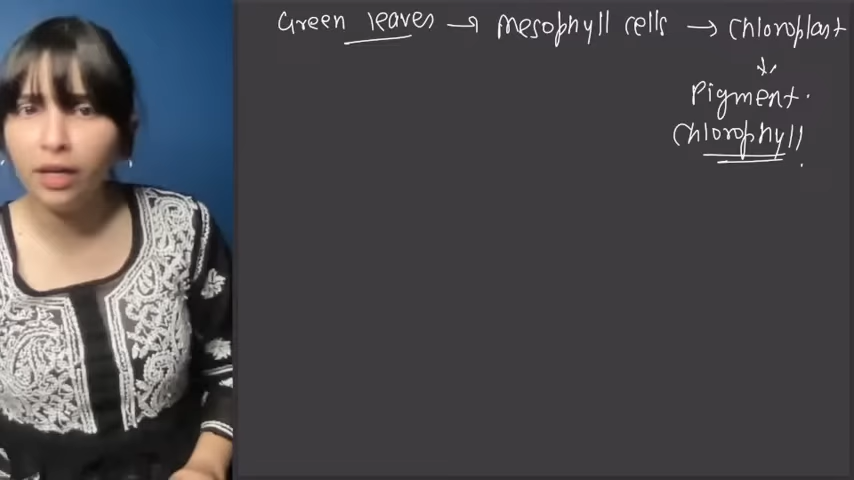 Green leaves → Mesophyll cells → Chloroplast
↓
Pigment.
Chlorophyll